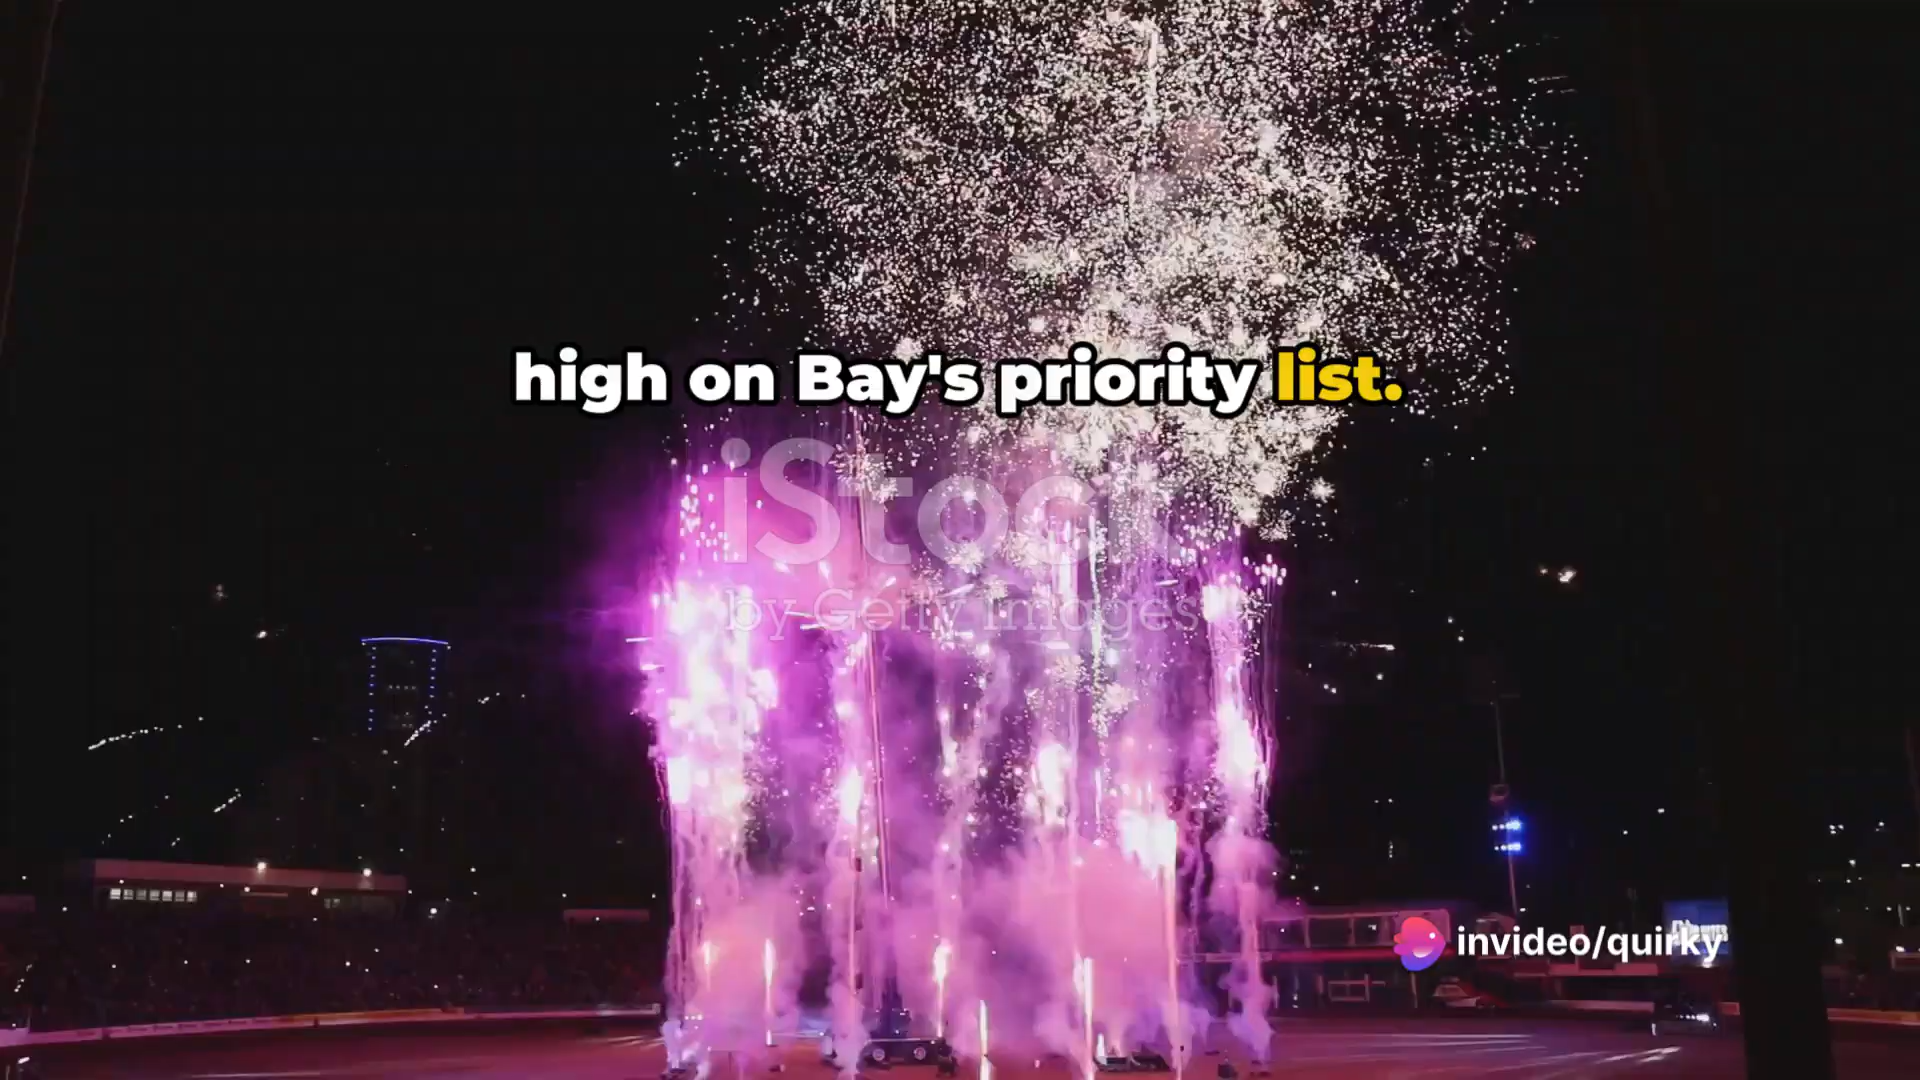 high on Bay's priority list.
iStock
by Getty Images
invideo/quirky